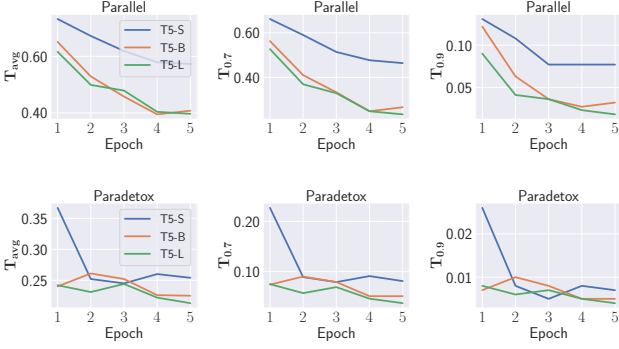 Parallel
Parallel
Parallel
T_avg
0.60
0.40
T5-S
T5-B
T5-L
1 2 3 4 5
Epoch
T_0.7
0.60
0.40
1 2 3 4 5
Epoch
T_0.9
0.10
0.05
1 2 3 4 5
Epoch
Paradetox
Paradetox
Paradetox
T_avg
0.35
0.30
0.25
T5-S
T5-B
T5-L
1 2 3 4 5
Epoch
T_0.7
0.20
0.10
1 2 3 4 5
Epoch
T_0.9
0.02
0.01
1 2 3 4 5
Epoch